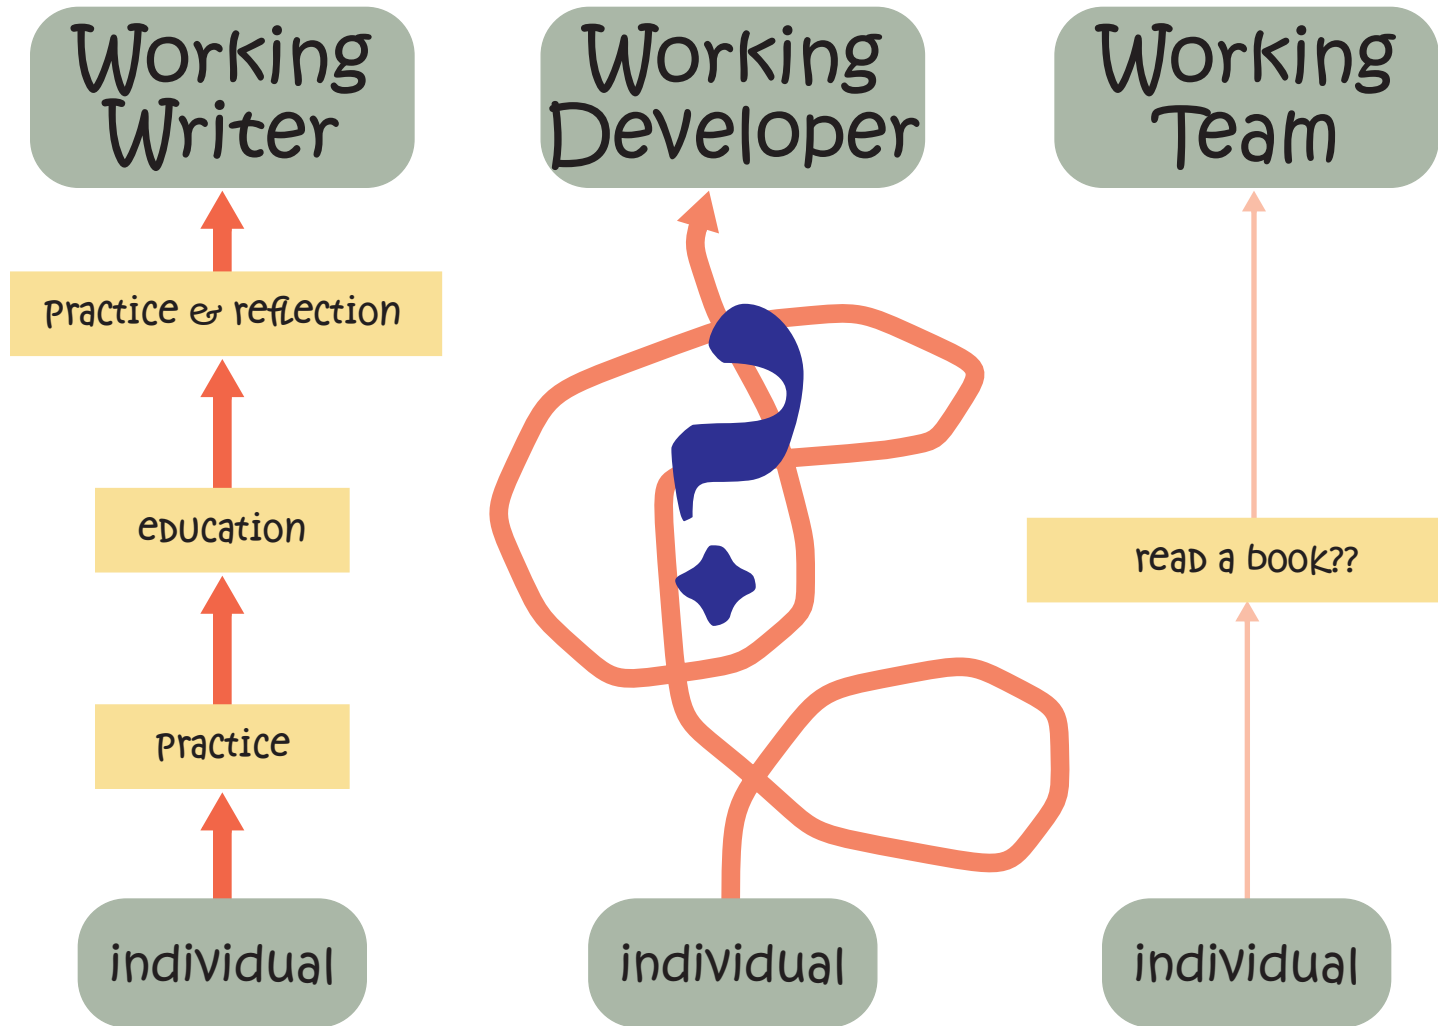 Working
Writer
practice & reflection
education
practice
individual
Working
Developer
?
individual
Working
Team
read a book??
individual